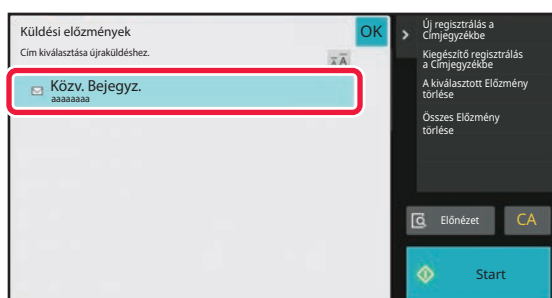 Küldési előzmények
OK
Cím kiválasztása újraküldéshez.
Közv. Bejegyz.
aaaaaaaa
Új regisztrálás a
Címjegyzékbe
Kiegészítő regisztrálás
a Címjegyzékbe
A kiválasztott Előzmény
törlése
Összes Előzmény
törlése
Előnézet
CA
Start